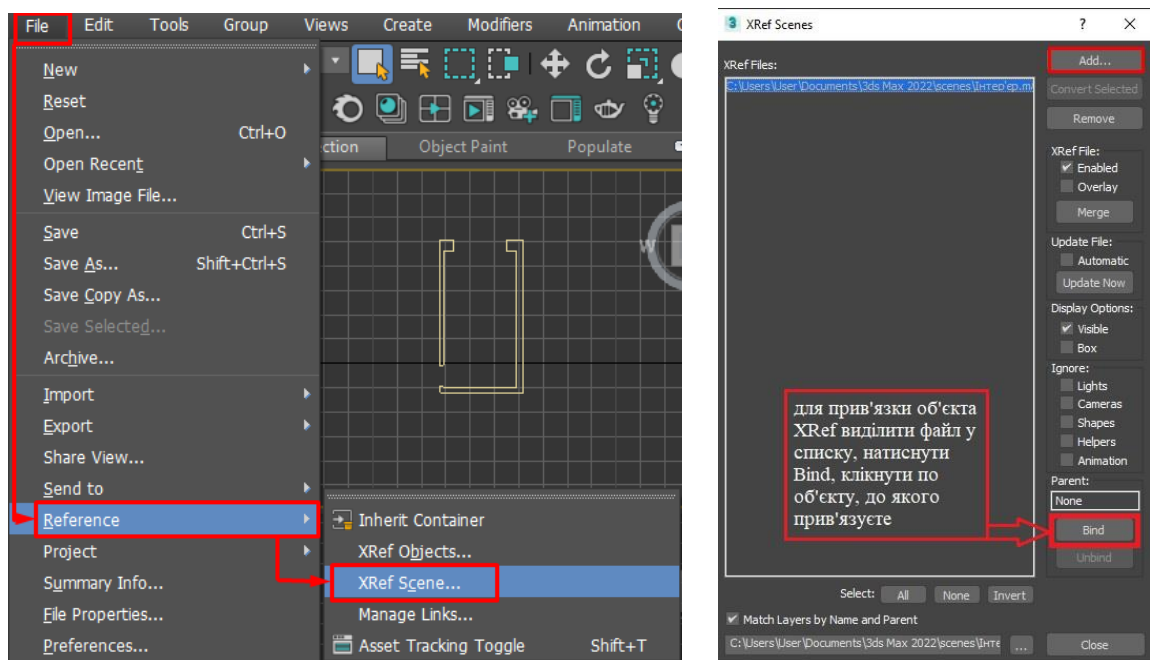 File Edit Tools Group Views Create Modifiers Animation
New
Reset
Open... Ctrl+O
Open Recent
View Image File...
Save Ctrl+S
Save As... Shift+Ctrl+S
Save Copy As...
Save Selected...
Archive...
Import
Export
Share View...
Send to
Reference
Project
Summary Info...
File Properties...
Preferences...
ction Object Paint Populate
W
Inherit Container
XRef Objects...
XRef Scene...
Manage Links...
Asset Tracking Toggle Shift+T
3 XRef Scenes ? ×
XRef Files:
C:\Users\User\Documents\3ds Max 2022\scenes\Інтер'єр.m
Add...
Convert Selected
Remove
XRef File:
Enabled
Overlay
Merge
Update File:
Automatic
Update Now
Display Options:
Visible
Box
Ignore:
Lights
Cameras
Shapes
Helpers
Animation
Parent:
None
Bind
Unbind
для прив'язки об'єкта
XRef виділити файл у
списку, натиснути
Bind, клікнути по
об'єкту, до якого
прив'язуєте
Select: All None Invert
Match Layers by Name and Parent
C:\Users\User\Documents\3ds Max 2022\scenes\Інте ... Close